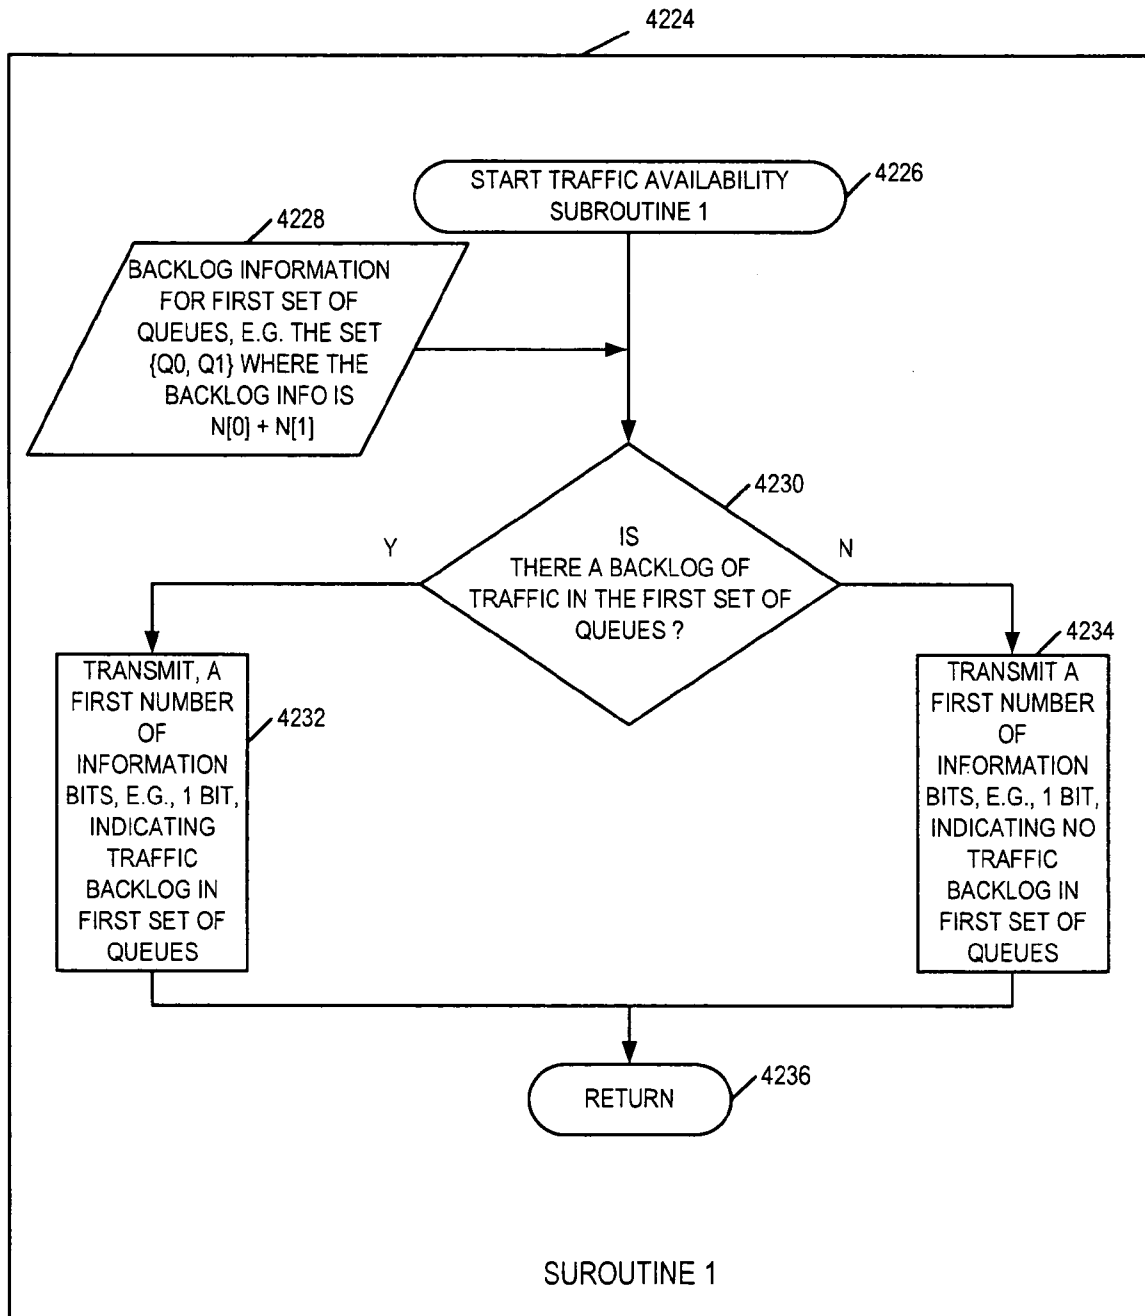 4224
START TRAFFIC AVAILABILITY
SUBROUTINE 1
4226
4228
BACKLOG INFORMATION
FOR FIRST SET OF
QUEUES, E.G. THE SET
{Q0, Q1} WHERE THE
BACKLOG INFO IS
N[0] + N[1]
4230
IS
THERE A BACKLOG OF
TRAFFIC IN THE FIRST SET OF
QUEUES ?
Y
N
TRANSMIT, A
FIRST NUMBER
OF
INFORMATION
BITS, E.G., 1 BIT,
INDICATING
TRAFFIC
BACKLOG IN
FIRST SET OF
QUEUES
4232
4234
TRANSMIT A
FIRST NUMBER
OF
INFORMATION
BITS, E.G., 1 BIT,
INDICATING NO
TRAFFIC
BACKLOG IN
FIRST SET OF
QUEUES
RETURN
4236
SUROUTINE 1